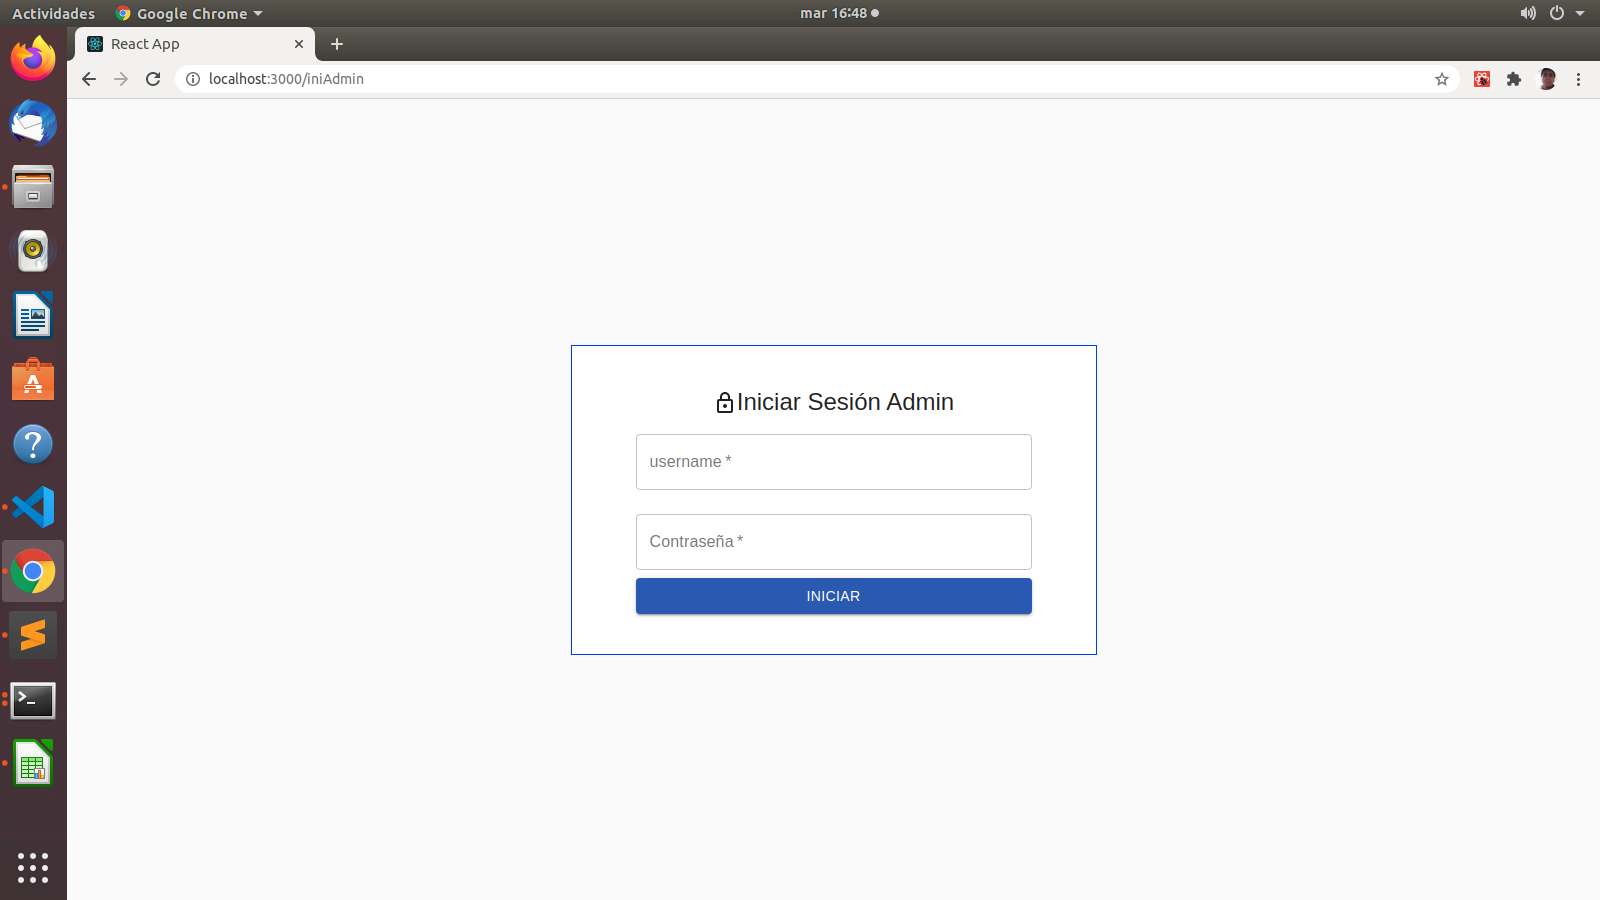 Actividades
Google Chrome
mar 16:48
React App
localhost:3000/iniAdmin
Iniciar Sesión Admin
username *
Contraseña *
INICIAR